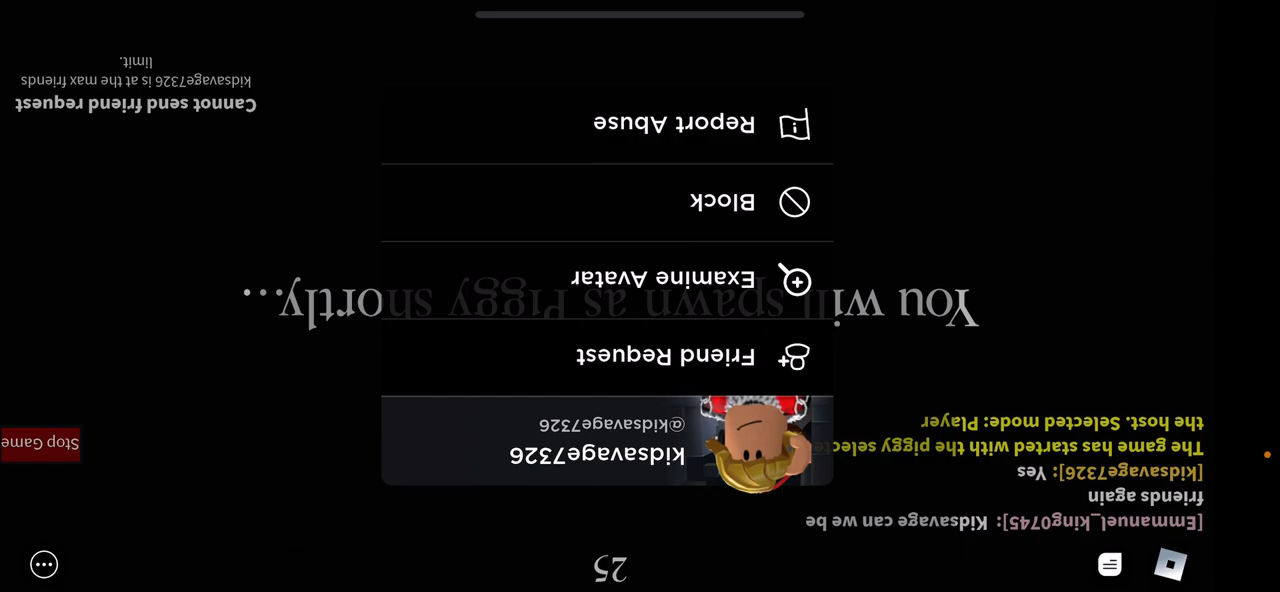 25
[Emmanuel_king0745]: Kidsavage can we be
friends again
[kidsavage7326]: Yes
The game has started with the piggy selected
the host. Selected mode: Player
Stop Game
kidsavage7326
@kidsavage7326
Friend Request
You will spawn as Piggy shortly...
Examine Avatar
Block
Report Abuse
Cannot send friend request
kidsavage7326 is at the max friends
limit.